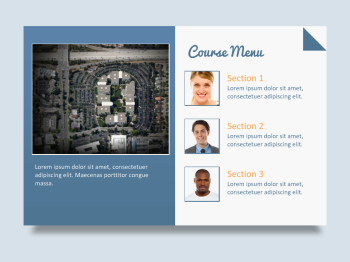 Course Menu
Section 1
Lorem ipsum dolor sit amet,
consectetuer adipiscing elit.
Section 2
Lorem ipsum dolor sit amet,
consectetuer adipiscing elit.
Section 3
Lorem ipsum dolor sit amet,
consectetuer adipiscing elit.
Lorem ipsum dolor sit amet, consectetuer
adipiscing elit. Maecenas porttitor congue
massa.